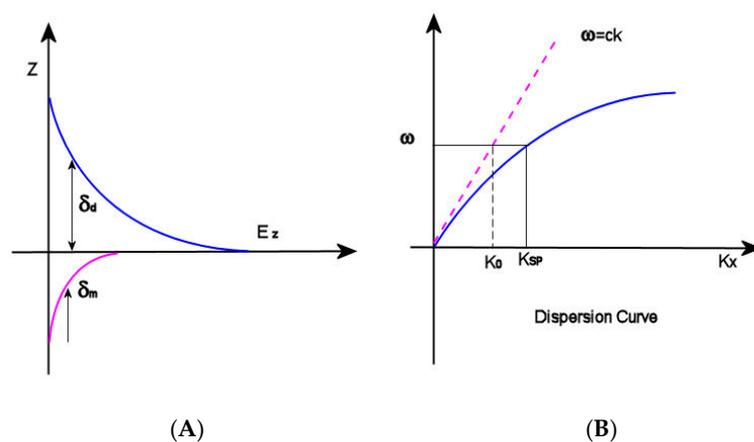 Z
δd
Ez
δm
(A)
ω=ck
ω
K0
KSP
Kx
Dispersion Curve
(B)